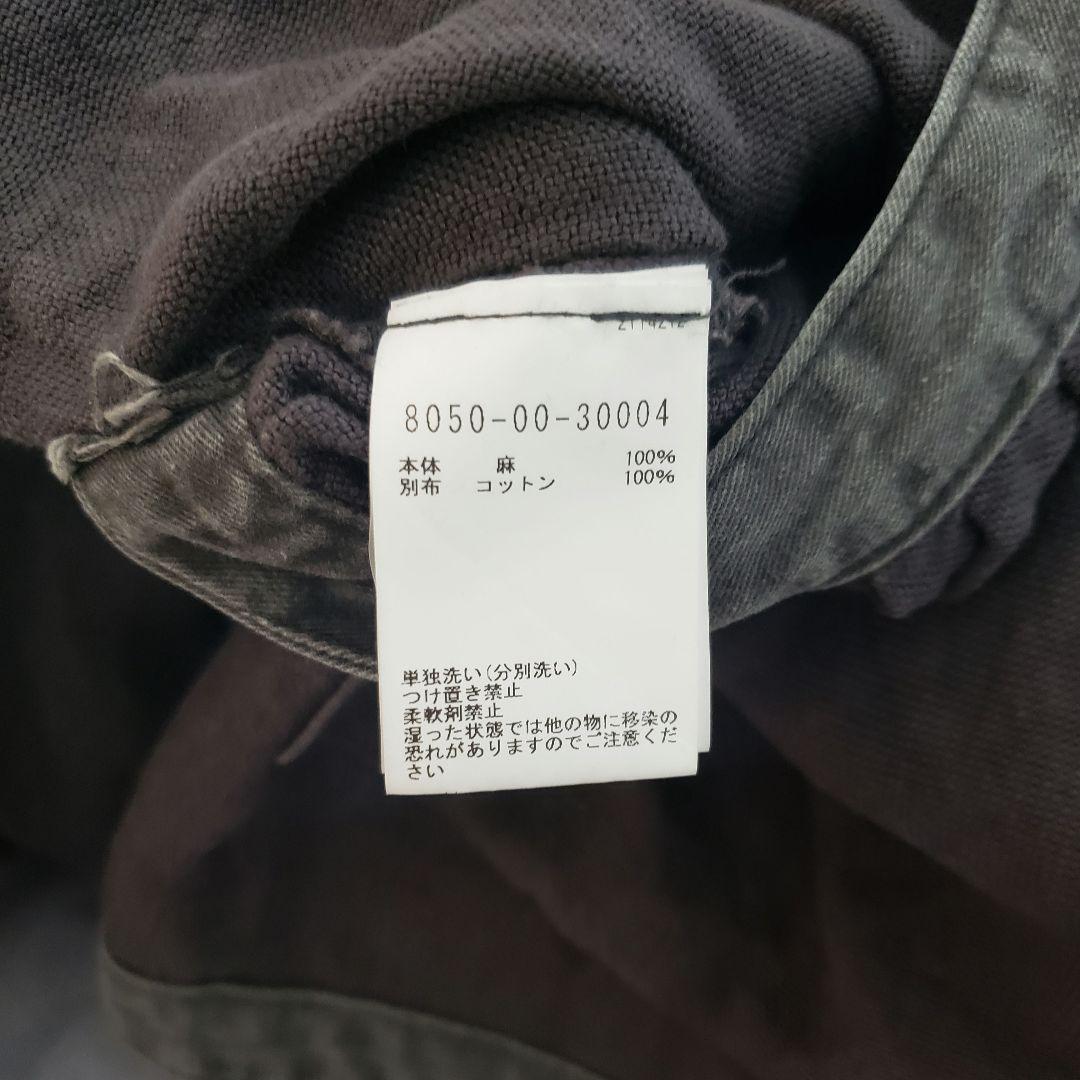 8050-00-30004
本体 麻 100%
別布 コットン 100%
単独洗い(分別洗い)
つけ置き禁止
柔軟剤禁止
湿った状態では他の物に移染の
恐れがありますのでご注意くだ
さい